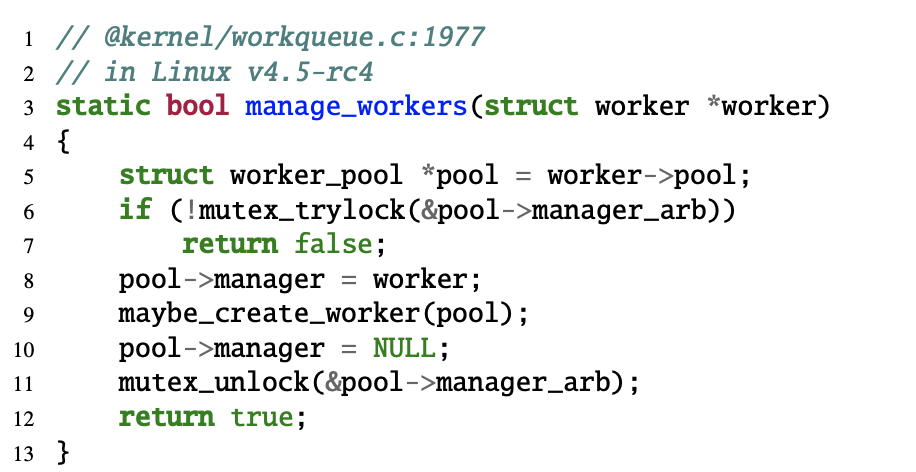 1 // @kernel/workqueue.c:1977
2 // in Linux v4.5-rc4
3 static bool manage_workers(struct worker *worker)
4 {
5     struct worker_pool *pool = worker->pool;
6     if (!mutex_trylock(&pool->manager_arb))
7         return false;
8     pool->manager = worker;
9     maybe_create_worker(pool);
10     pool->manager = NULL;
11     mutex_unlock(&pool->manager_arb);
12     return true;
13 }